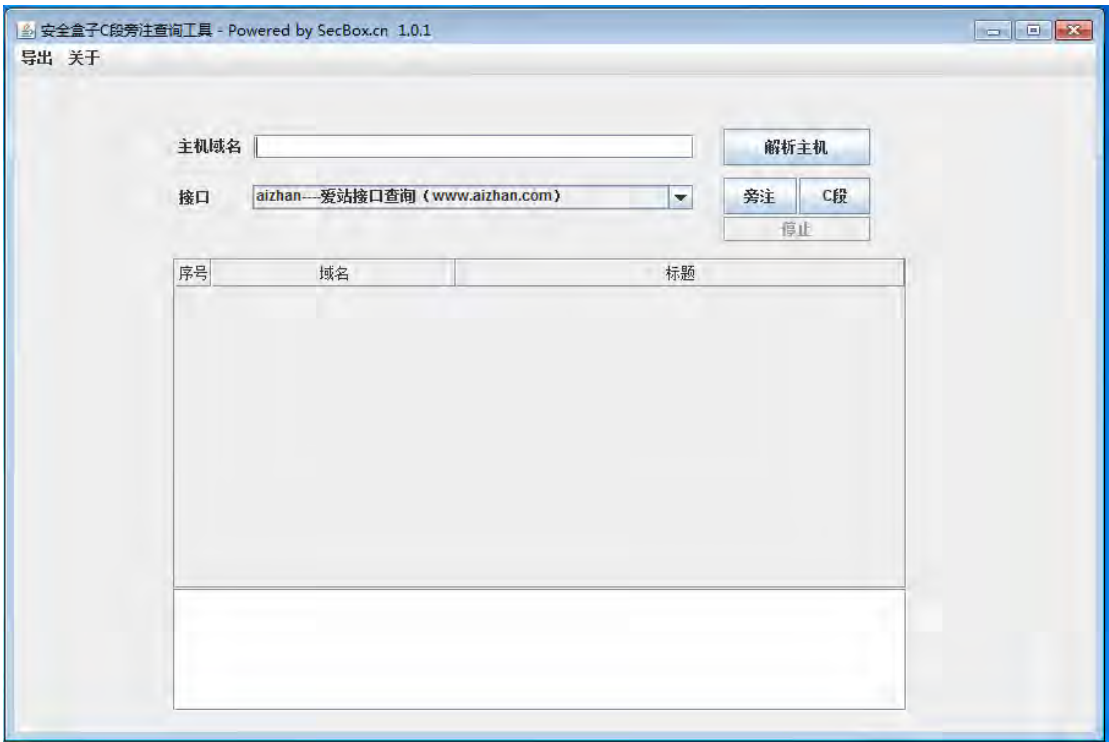 安全盒子C段旁注查询工具 - Powered by SecBox.cn 1.0.1
导出 关于
主机域名 解析主机
接口 aizhan----爱站接口查询（www.aizhan.com） 旁注 C段
停止
序号 域名 标题